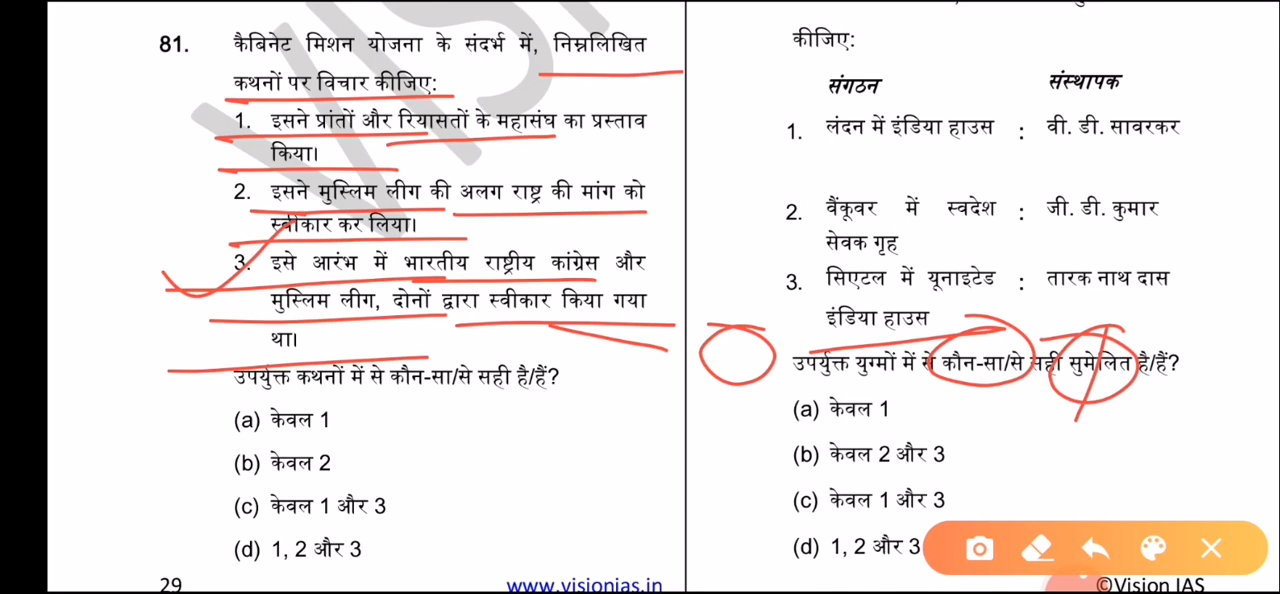 81. कैबिनेट मिशन योजना के संदर्भ में, निम्नलिखित
कथनों पर विचार कीजिए:
1. इसने प्रांतों और रियासतों के महासंघ का प्रस्ताव
किया।
2. इसने मुस्लिम लीग की अलग राष्ट्र की मांग को
स्वीकार कर लिया।
3. इसे आरंभ में भारतीय राष्ट्रीय कांग्रेस और
मुस्लिम लीग, दोनों द्वारा स्वीकार किया गया
था।
उपर्युक्त कथनों में से कौन-सा/से सही है/हैं?
(a) केवल 1
(b) केवल 2
(c) केवल 1 और 3
(d) 1, 2 और 3
29
www.visionias.in
कीजिए:
संगठन संस्थापक
1. लंदन में इंडिया हाउस : वी. डी. सावरकर
2. वैंकूवर में स्वदेश : जी. डी. कुमार
सेवक गृह
3. सिएटल में यूनाइटेड : तारक नाथ दास
इंडिया हाउस
उपर्युक्त युग्मों में से कौन-सा/से सही सुमेलित है/हैं?
(a) केवल 1
(b) केवल 2 और 3
(c) केवल 1 और 3
(d) 1, 2 और 3
©Vision IAS